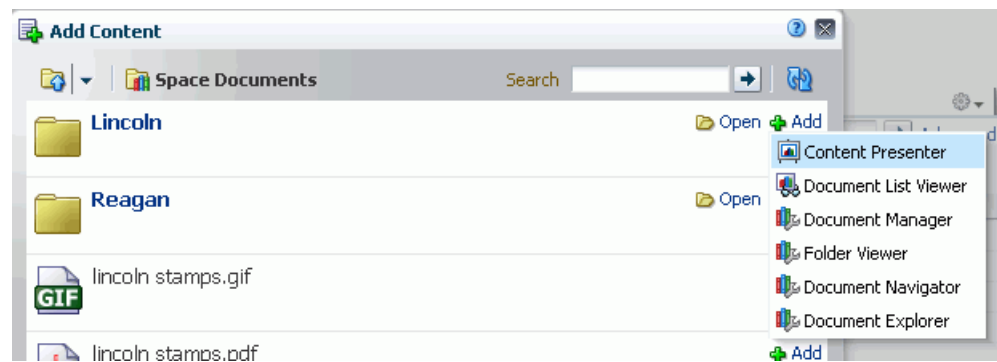 Add Content
Space Documents Search
Lincoln Open Add
Content Presenter
Document List Viewer
Reagan Open
Document Manager
Folder Viewer
lincoln stamps.gif
GIF
Document Navigator
Document Explorer
lincoln stamps.pdf Add